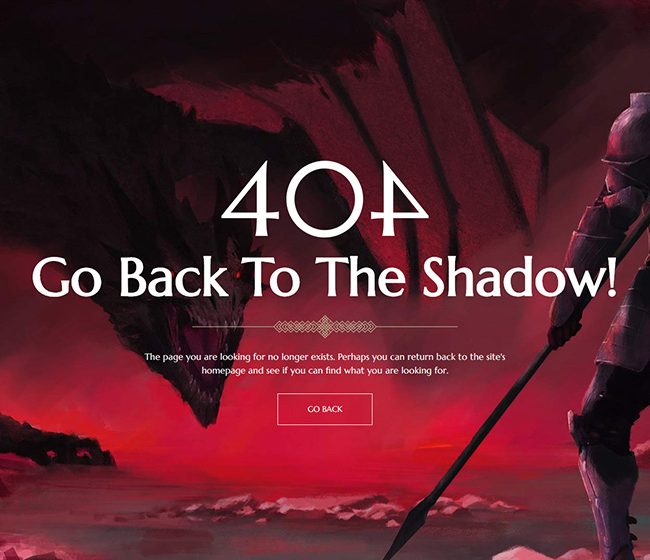 404
Go Back To The Shadow!
The page you are looking for no longer exists. Perhaps you can return back to the site's
homepage and see if you can find what you are looking for.
GO BACK